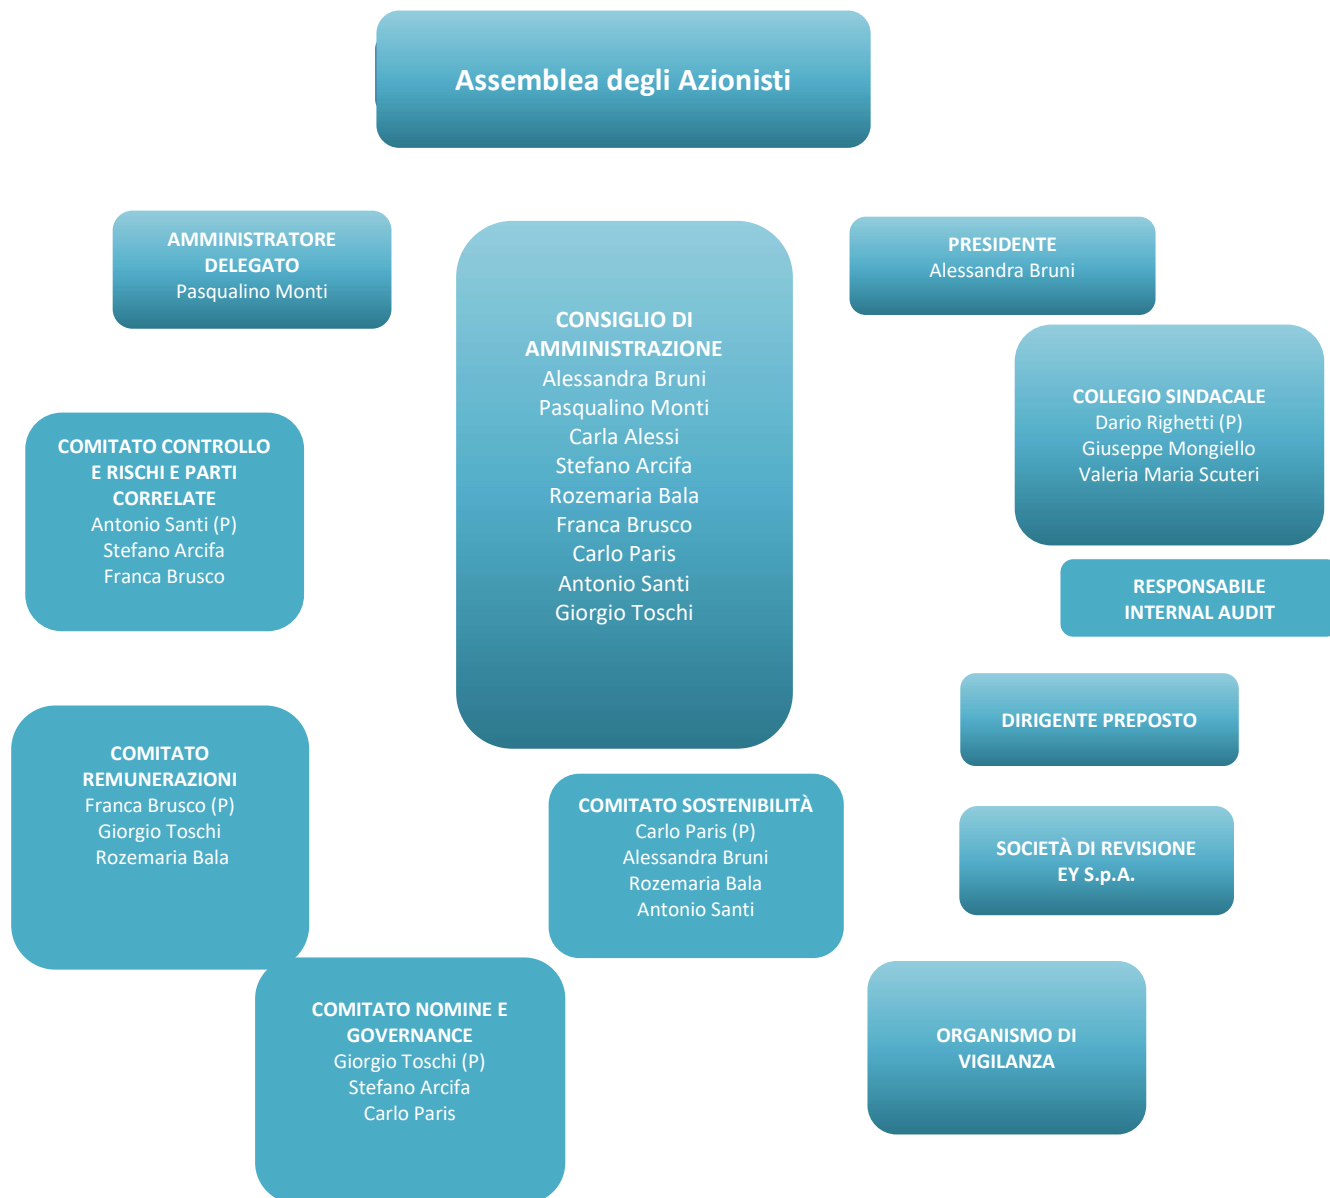 Assemblea degli Azionisti
AMMINISTRATORE
DELEGATO
Pasqualino Monti
PRESIDENTE
Alessandra Bruni
CONSIGLIO DI
AMMINISTRAZIONE
Alessandra Bruni
Pasqualino Monti
Carla Alessi
Stefano Arcifa
Rozemaria Bala
Franca Brusco
Carlo Paris
Antonio Santi
Giorgio Toschi
COLLEGIO SINDACALE
Dario Righetti (P)
Giuseppe Mongiello
Valeria Maria Scuteri
COMITATO CONTROLLO
E RISCHI E PARTI
CORRELATE
Antonio Santi (P)
Stefano Arcifa
Franca Brusco
RESPONSABILE
INTERNAL AUDIT
DIRIGENTE PREPOSTO
COMITATO
REMUNERAZIONI
Franca Brusco (P)
Giorgio Toschi
Rozemaria Bala
COMITATO SOSTENIBILITÀ
Carlo Paris (P)
Alessandra Bruni
Rozemaria Bala
Antonio Santi
SOCIETÀ DI REVISIONE
EY S.p.A.
COMITATO NOMINE E
GOVERNANCE
Giorgio Toschi (P)
Stefano Arcifa
Carlo Paris
ORGANISMO DI
VIGILANZA